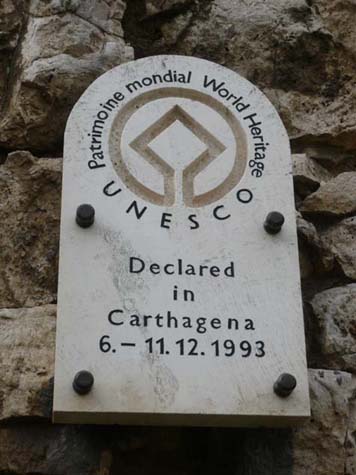 Patrimoine mondial World Heritage
UNESCO
Declared
in
Carthagena
6. – 11. 12. 1993